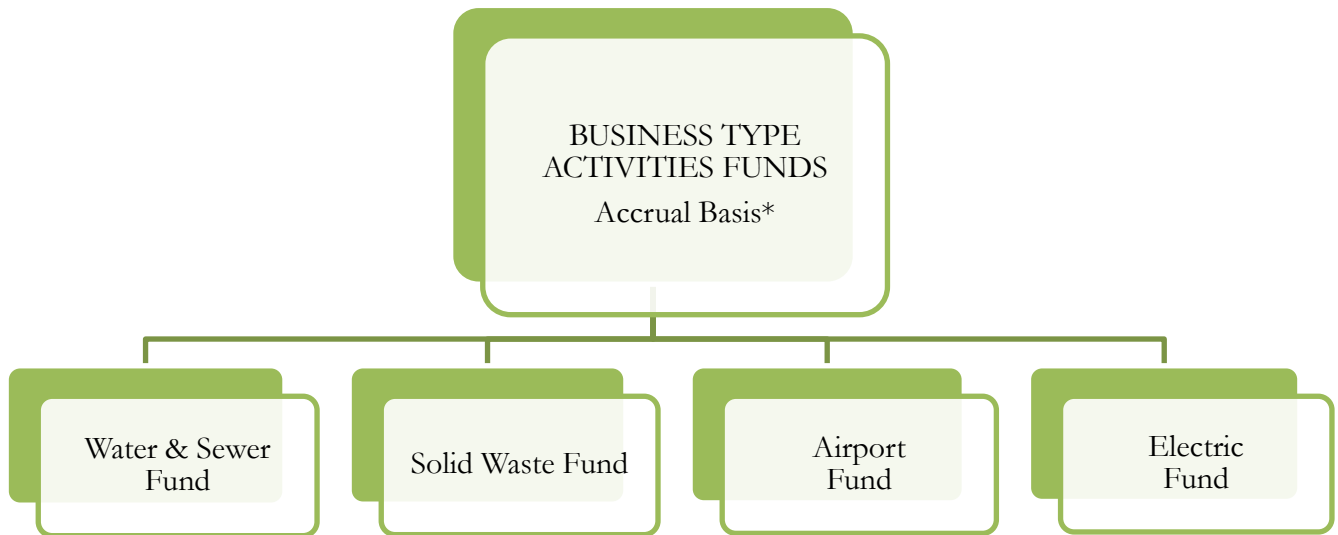 BUSINESS TYPE
ACTIVITIES FUNDS
Accrual Basis*
Water & Sewer
Fund
Solid Waste Fund
Airport
Fund
Electric
Fund